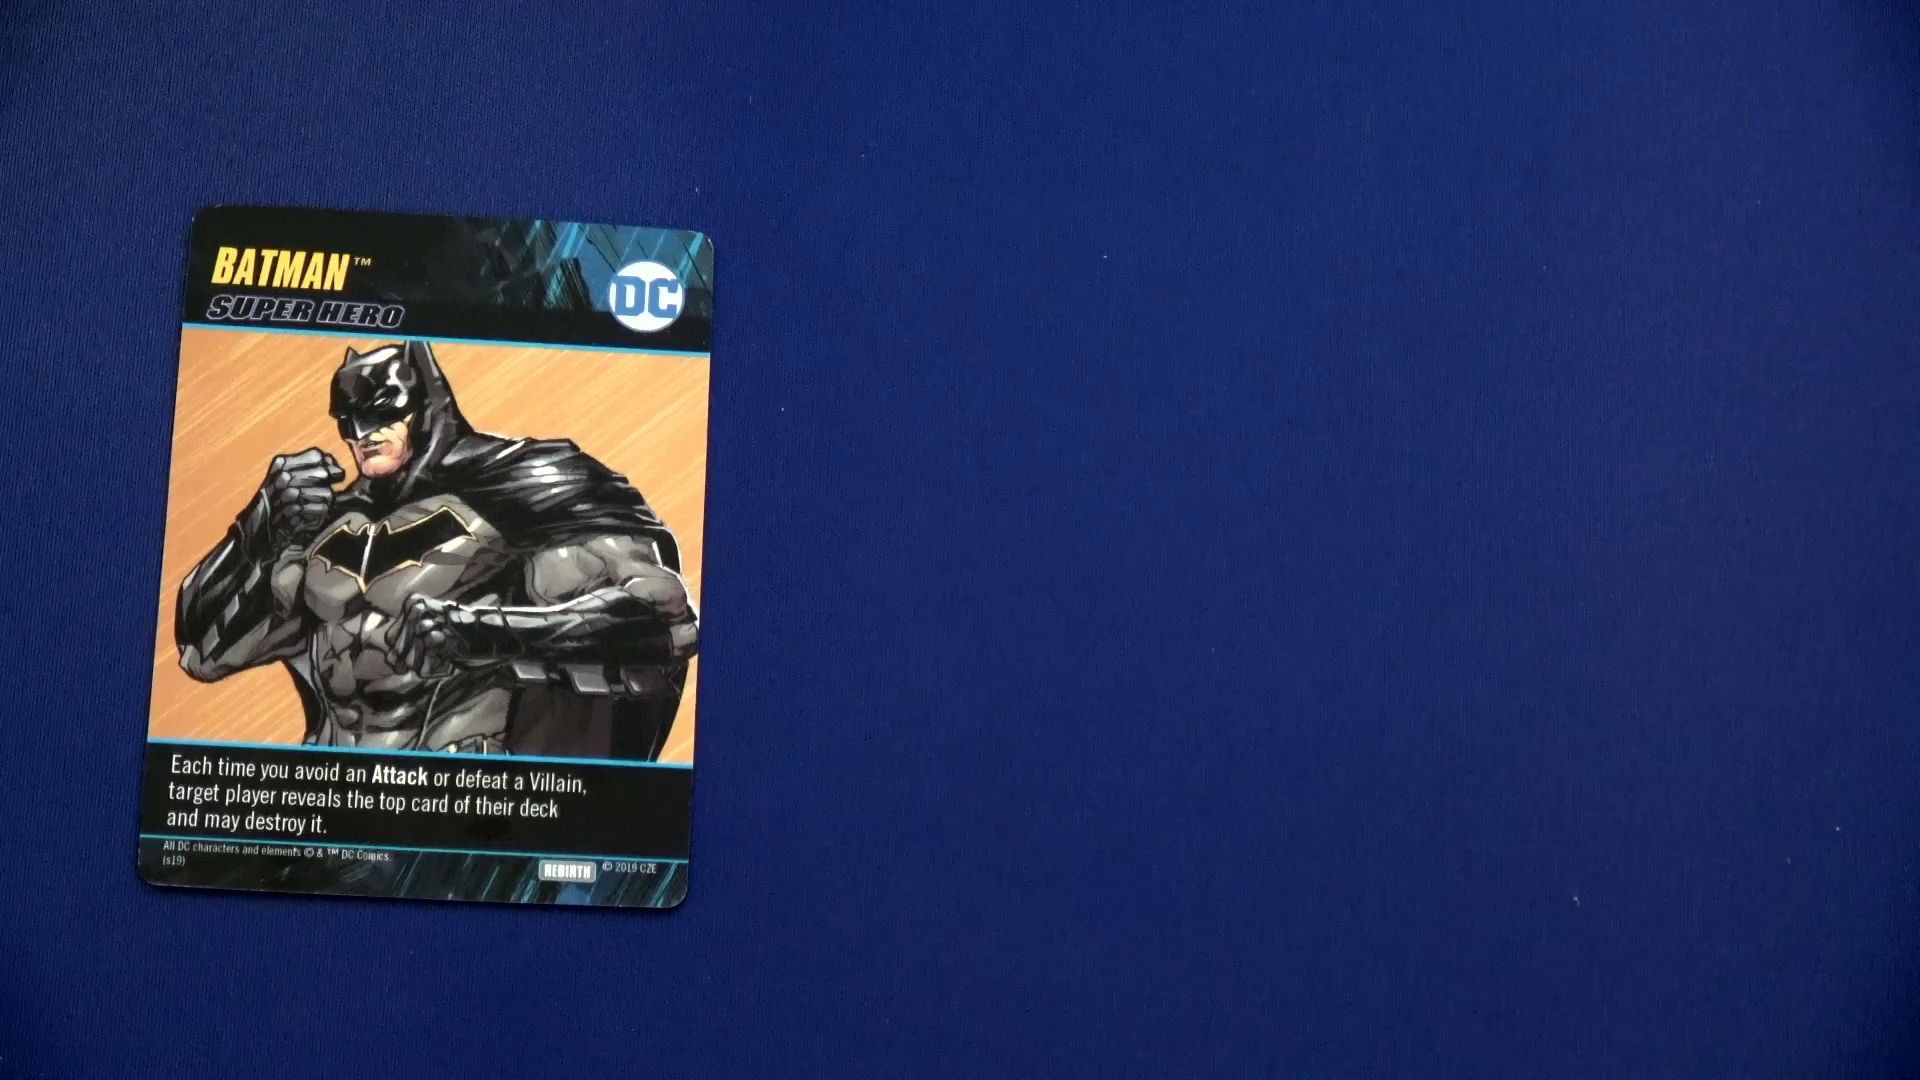 BATMAN™
SUPER HERO
DC
Each time you avoid an Attack or defeat a Villain,
target player reveals the top card of their deck
and may destroy it.
All DC characters and elements © & ™ DC Comics.
(s19)
REBIRTH © 2019 CZE